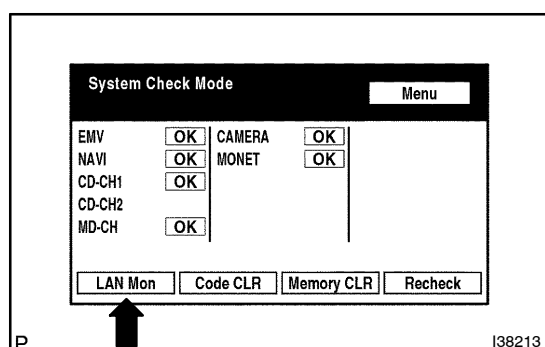 System Check Mode
Menu
EMV OK CAMERA OK
NAVI OK MONET OK
CD-CH1 OK
CD-CH2
MD-CH OK
LAN Mon Code CLR Memory CLR Recheck
P I38213